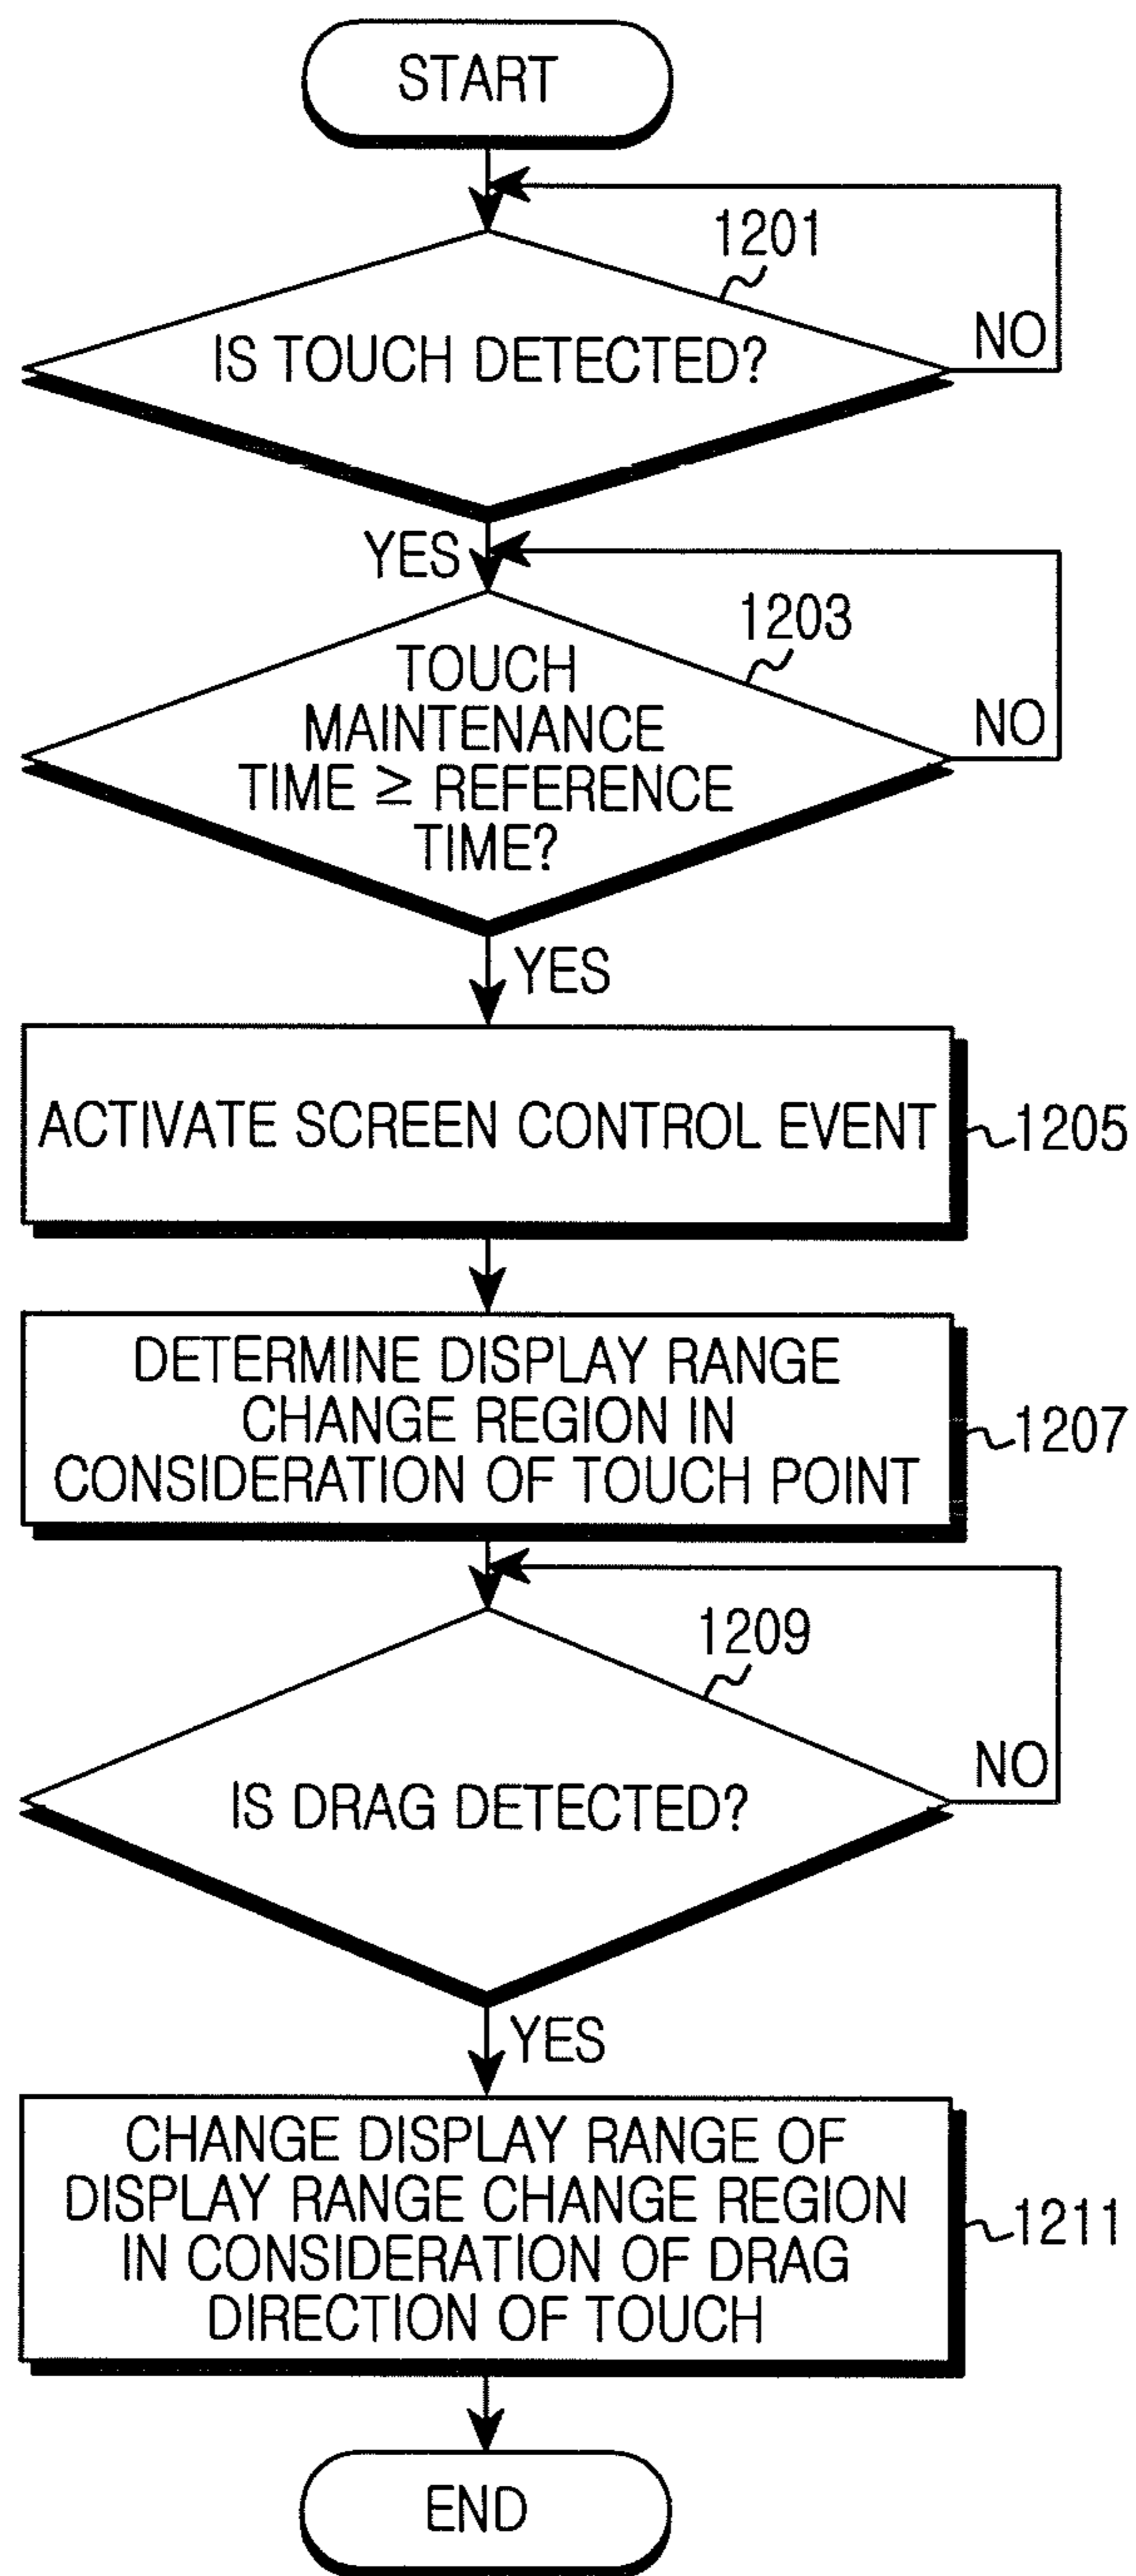 START
1201
IS TOUCH DETECTED?
NO
YES
1203
TOUCH
MAINTENANCE
TIME ≥ REFERENCE
TIME?
NO
YES
ACTIVATE SCREEN CONTROL EVENT
1205
DETERMINE DISPLAY RANGE
CHANGE REGION IN
CONSIDERATION OF TOUCH POINT
1207
1209
IS DRAG DETECTED?
NO
YES
CHANGE DISPLAY RANGE OF
DISPLAY RANGE CHANGE REGION
IN CONSIDERATION OF DRAG
DIRECTION OF TOUCH
1211
END